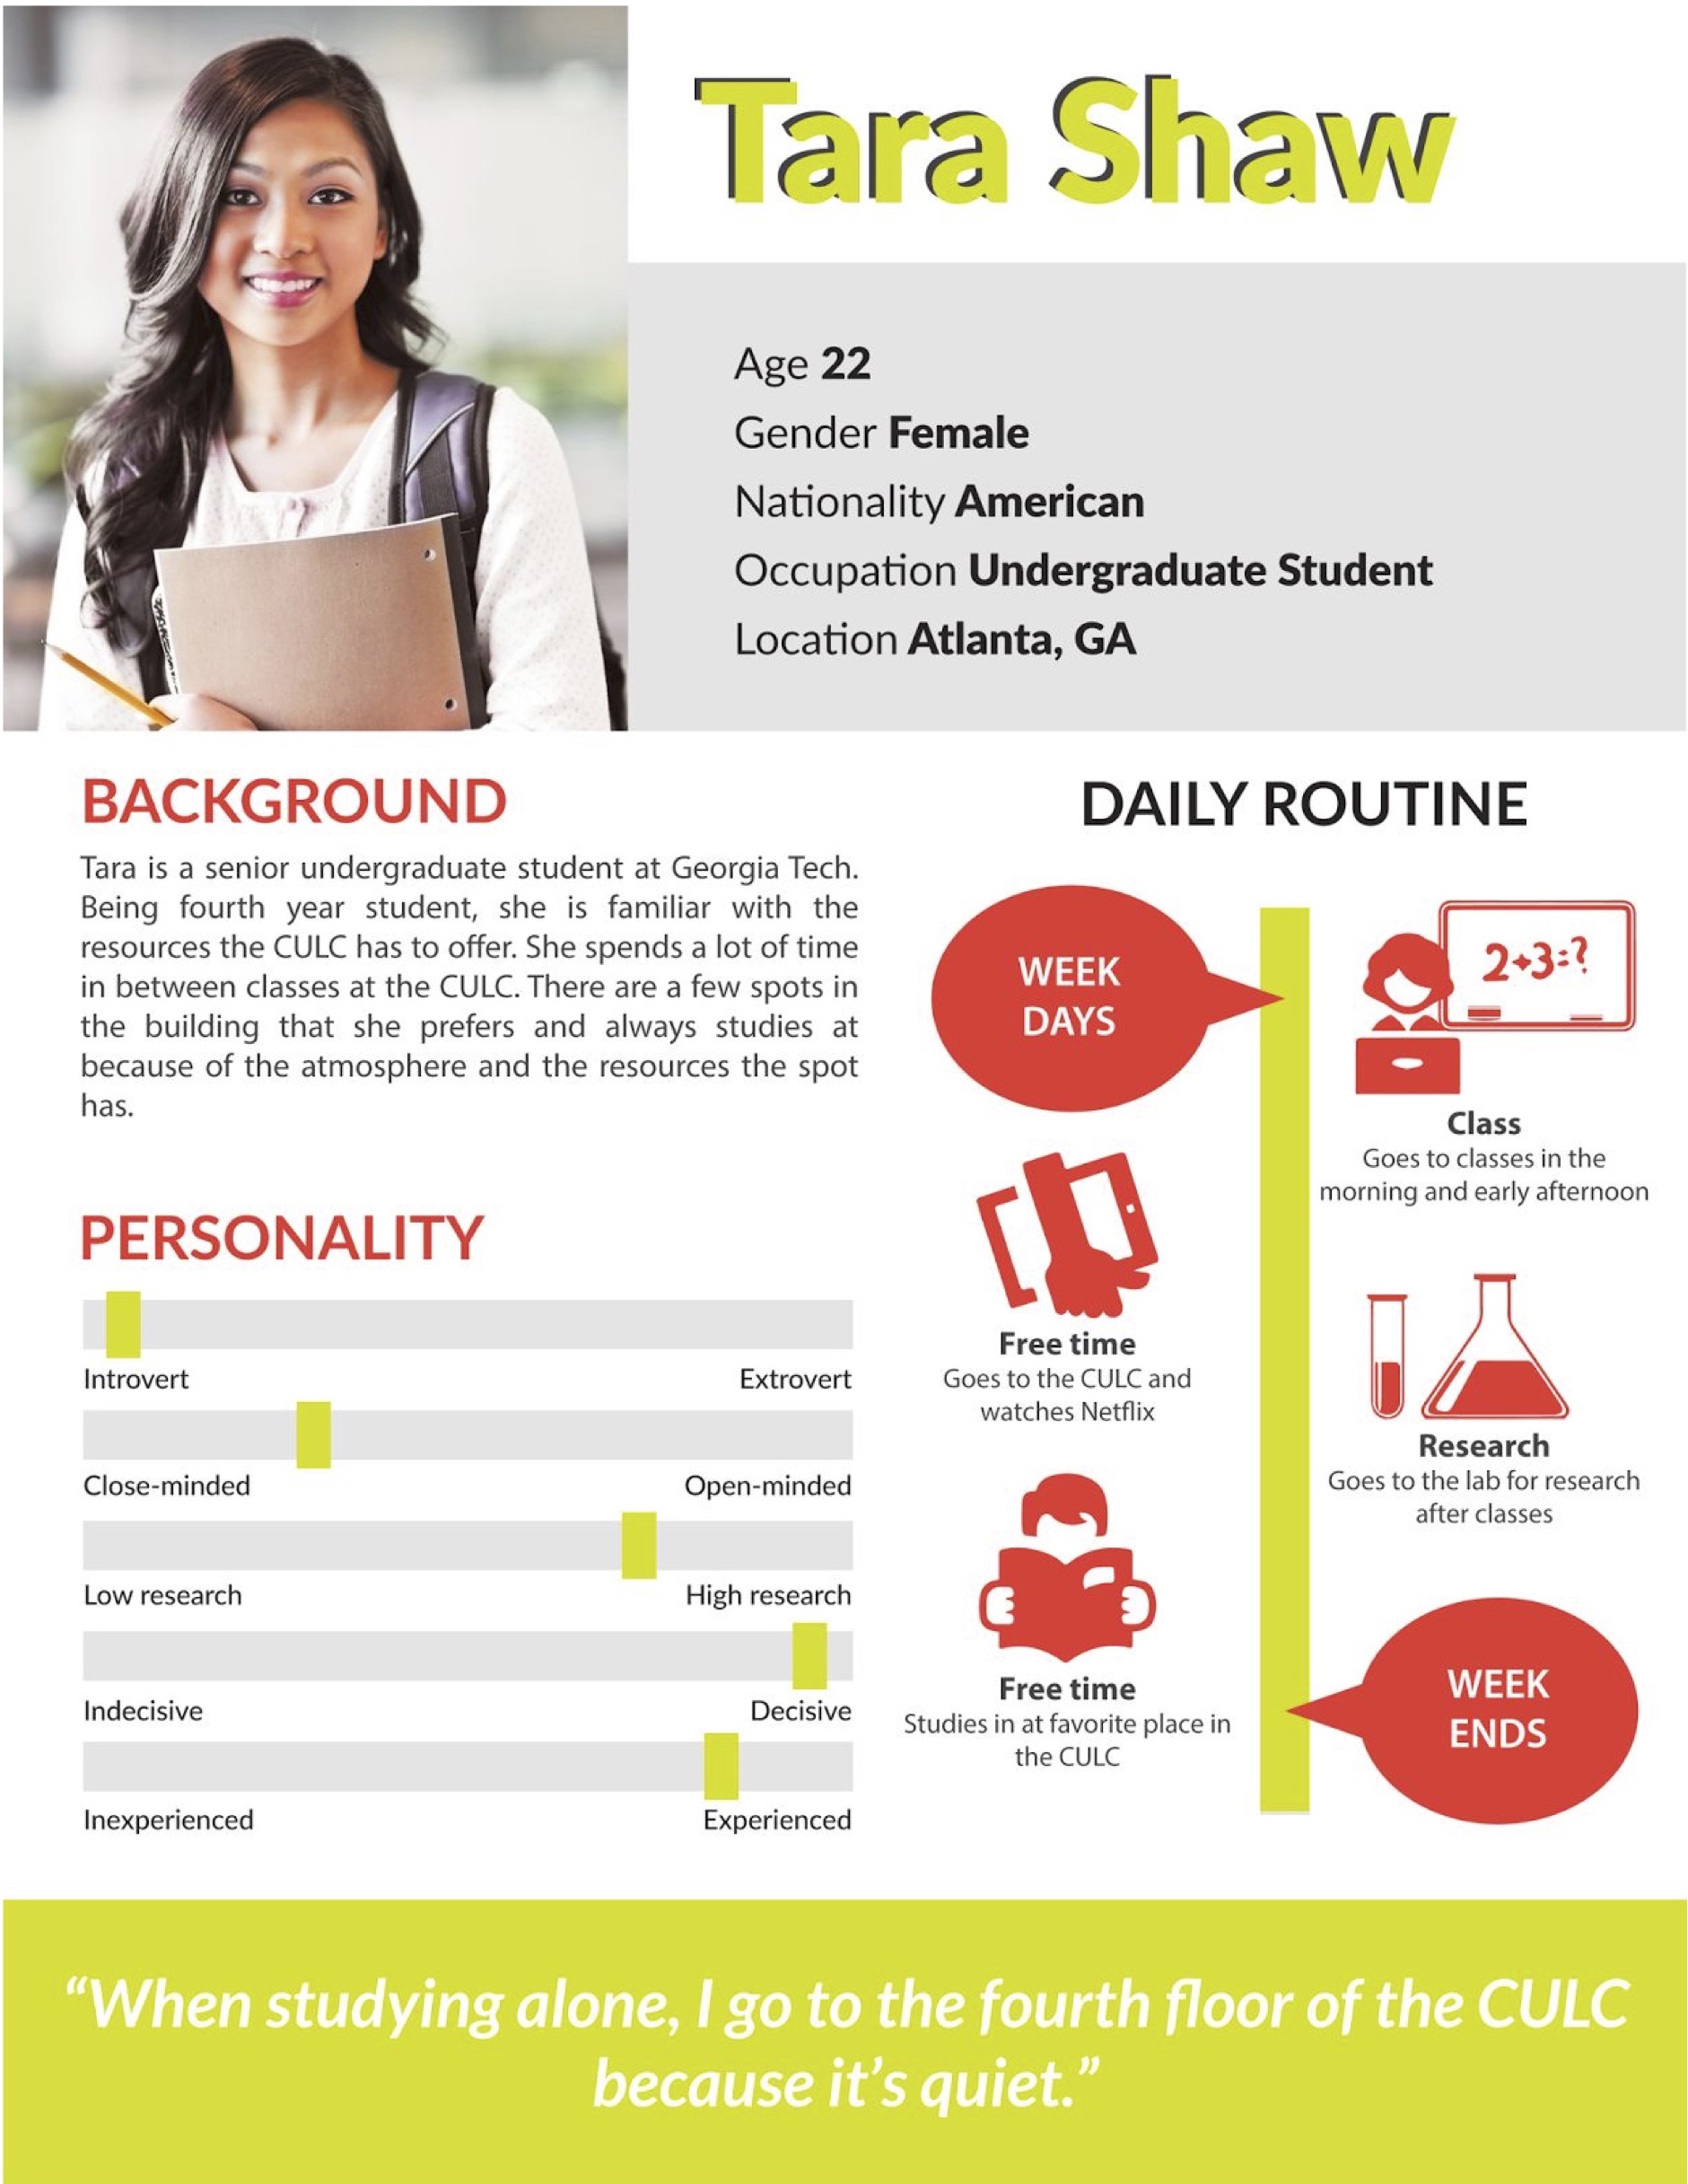 Tara Shaw
Age 22
Gender Female
Nationality American
Occupation Undergraduate Student
Location Atlanta, GA
BACKGROUND
Tara is a senior undergraduate student at Georgia Tech.
Being fourth year student, she is familiar with the
resources the CULC has to offer. She spends a lot of time
in between classes at the CULC. There are a few spots in
the building that she prefers and always studies at
because of the atmosphere and the resources the spot
has.
PERSONALITY
Introvert Extrovert
Close-minded Open-minded
Low research High research
Indecisive Decisive
Inexperienced Experienced
DAILY ROUTINE
WEEK
DAYS
2+3=?
Class
Goes to classes in the
morning and early afternoon
Free time
Goes to the CULC and
watches Netflix
Research
Goes to the lab for research
after classes
Free time
Studies in at favorite place in
the CULC
WEEK
ENDS
“When studying alone, I go to the fourth floor of the CULC
because it’s quiet.”